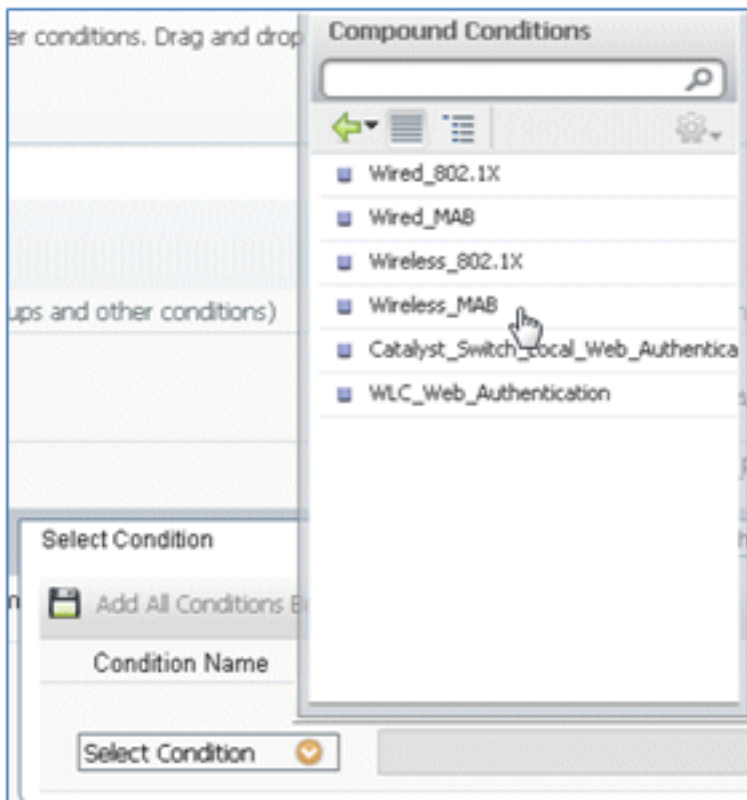 er conditions. Drag and drop
Compound Conditions
Wired_802.1X
Wired_MAB
Wireless_802.1X
ups and other conditions)
Wireless_MAB
Catalyst_Switch_Local_Web_Authentica
WLC_Web_Authentication
Select Condition
Add All Conditions
Condition Name
Select Condition